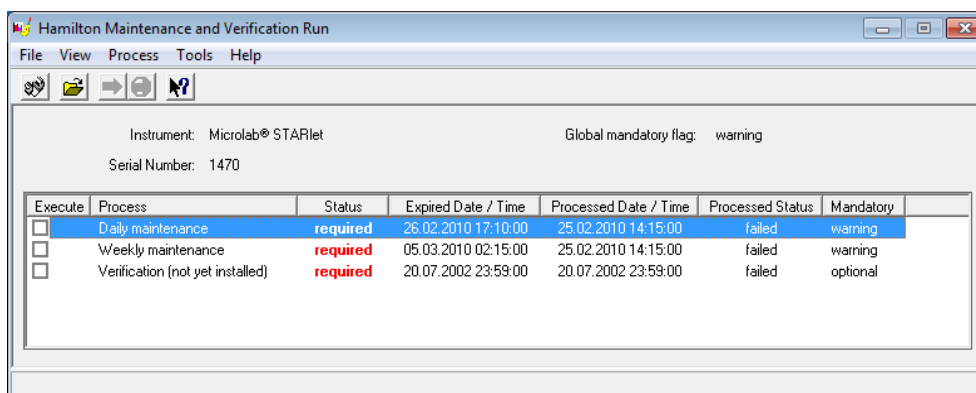 Hamilton Maintenance and Verification Run
File View Process Tools Help
Instrument: Microlab® STARlet Global mandatory flag: warning
Serial Number: 1470
Execute Process Status Expired Date / Time Processed Date / Time Processed Status Mandatory
Daily maintenance required 26.02.2010 17:10:00 25.02.2010 14:15:00 failed warning
Weekly maintenance required 05.03.2010 02:15:00 25.02.2010 14:15:00 failed warning
Verification (not yet installed) required 20.07.2002 23:59:00 20.07.2002 23:59:00 failed optional